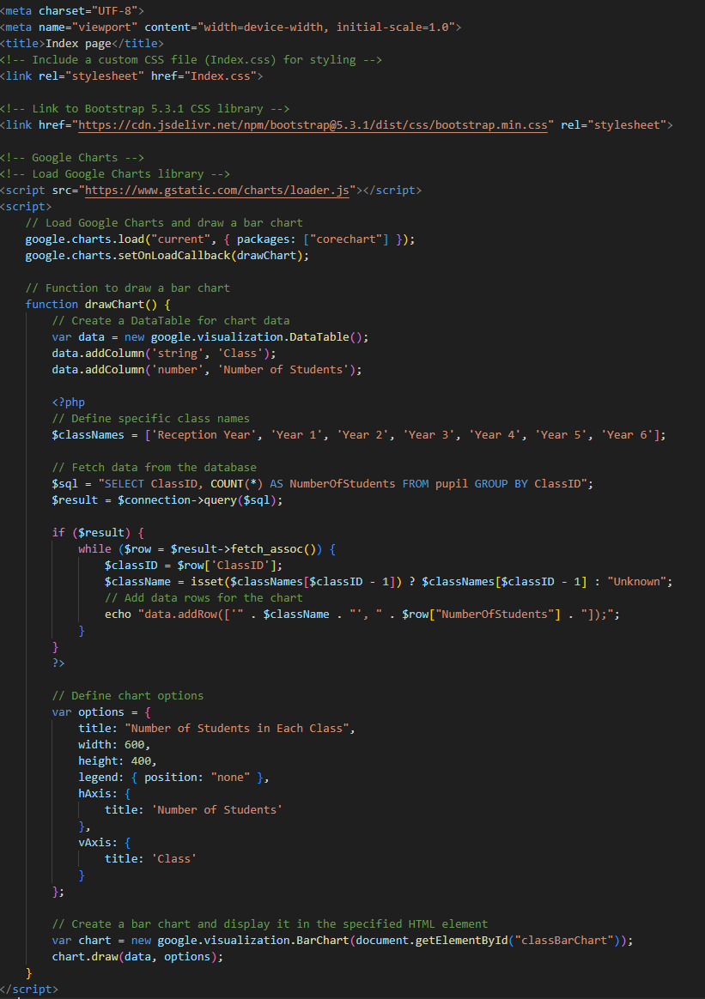 <meta charset="UTF-8">
<meta name="viewport" content="width=device-width, initial-scale=1.0">
<title>Index page</title>
<!-- Include a custom CSS file (Index.css) for styling -->
<link rel="stylesheet" href="Index.css">

<!-- Link to Bootstrap 5.3.1 CSS library -->
<link href="https://cdn.jsdelivr.net/npm/bootstrap@5.3.1/dist/css/bootstrap.min.css" rel="stylesheet">

<!-- Google Charts -->
<!-- Load Google Charts library -->
<script src="https://www.gstatic.com/charts/loader.js"></script>
<script>
    // Load Google Charts and draw a bar chart
    google.charts.load("current", { packages: ["corechart"] });
    google.charts.setOnLoadCallback(drawChart);

    // Function to draw a bar chart
    function drawChart() {
        // Create a DataTable for chart data
        var data = new google.visualization.DataTable();
        data.addColumn('string', 'Class');
        data.addColumn('number', 'Number of Students');

        <?php
        // Define specific class names
        $classNames = ['Reception Year', 'Year 1', 'Year 2', 'Year 3', 'Year 4', 'Year 5', 'Year 6'];

        // Fetch data from the database
        $sql = "SELECT ClassID, COUNT(*) AS NumberOfStudents FROM pupil GROUP BY ClassID";
        $result = $connection->query($sql);

        if ($result) {
            while ($row = $result->fetch_assoc()) {
                $classID = $row['ClassID'];
                $className = isset($classNames[$classID - 1]) ? $classNames[$classID - 1] : "Unknown";
                // Add data rows for the chart
                echo "data.addRow(['" . $className . "', " . $row["NumberOfStudents"] . "]);";
            }
        }
        ?>

        // Define chart options
        var options = {
            title: "Number of Students in Each Class",
            width: 600,
            height: 400,
            legend: { position: "none" },
            hAxis: {
                title: 'Number of Students'
            },
            vAxis: {
                title: 'Class'
            }
        };

        // Create a bar chart and display it in the specified HTML element
        var chart = new google.visualization.BarChart(document.getElementById("classBarChart"));
        chart.draw(data, options);
    }
</script>